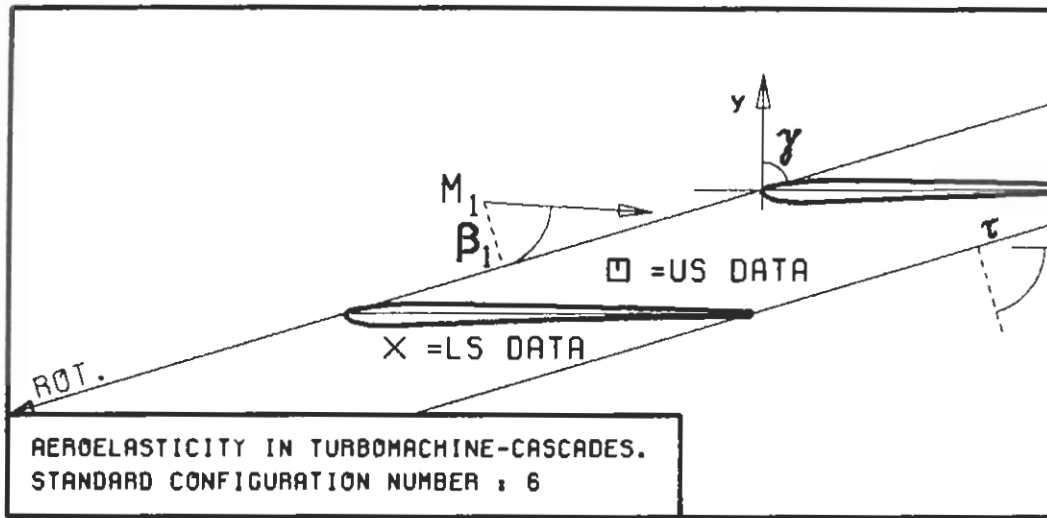 y
γ
M₁
β₁
τ
⊔ =US DATA
× =LS DATA
ROT.
AEROELASTICITY IN TURBOMACHINE-CASCADES.
STANDARD CONFIGURATION NUMBER : 6